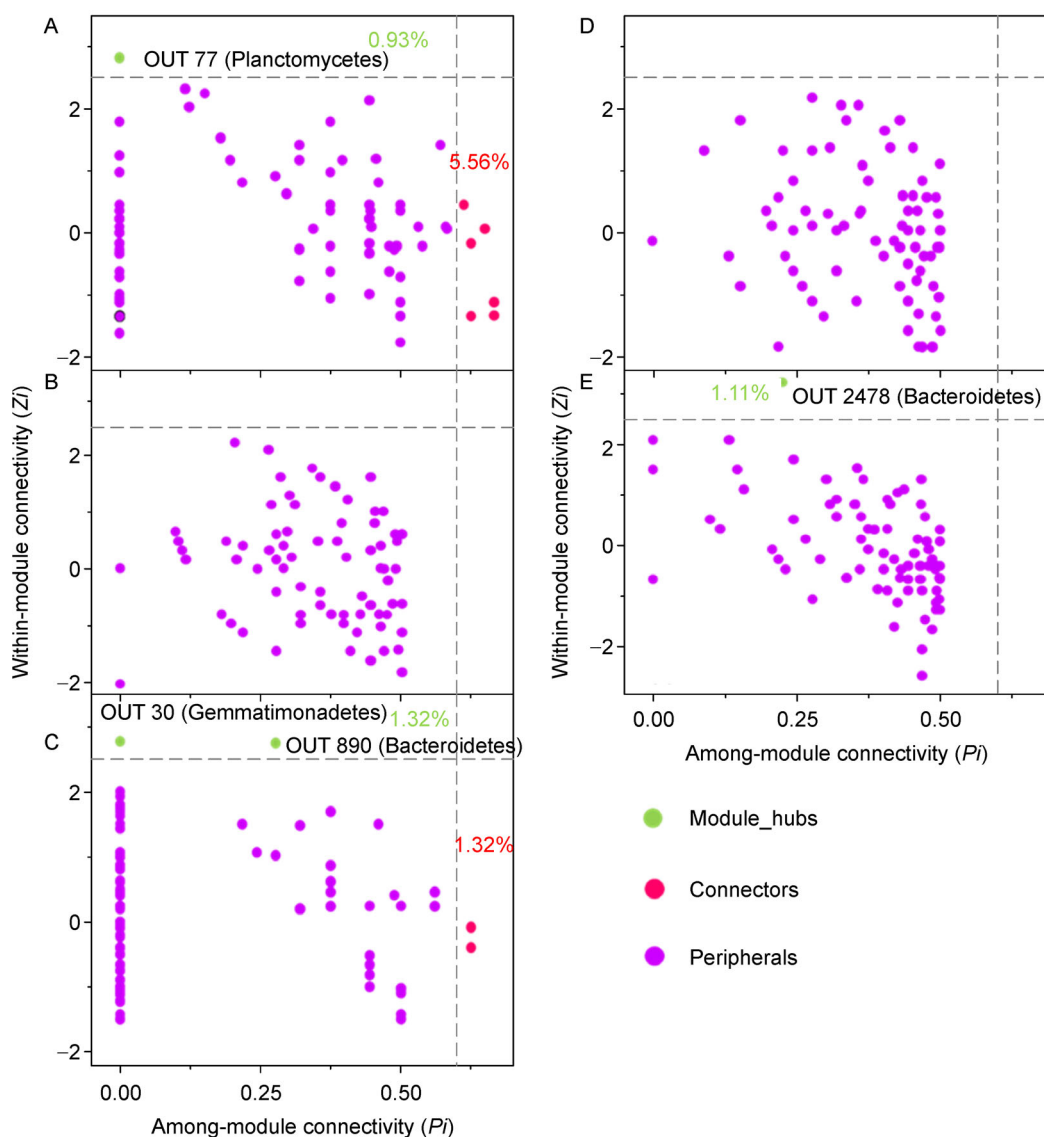 A
0.93%
OUT 77 (Planctomycetes)
2
5.56%
0
−2
B
2
0
−2
OUT 30 (Gemmatimonadetes)
1.32%
C
OUT 890 (Bacteroidetes)
2
1.32%
0
−2
0.00 0.25 0.50
Among-module connectivity (Pi)
Within-module connectivity (Zi)
D
2
0
−2
E
1.11%
OUT 2478 (Bacteroidetes)
2
0
−2
0.00 0.25 0.50
Among-module connectivity (Pi)
Within-module connectivity (Zi)
Module_hubs
Connectors
Peripherals